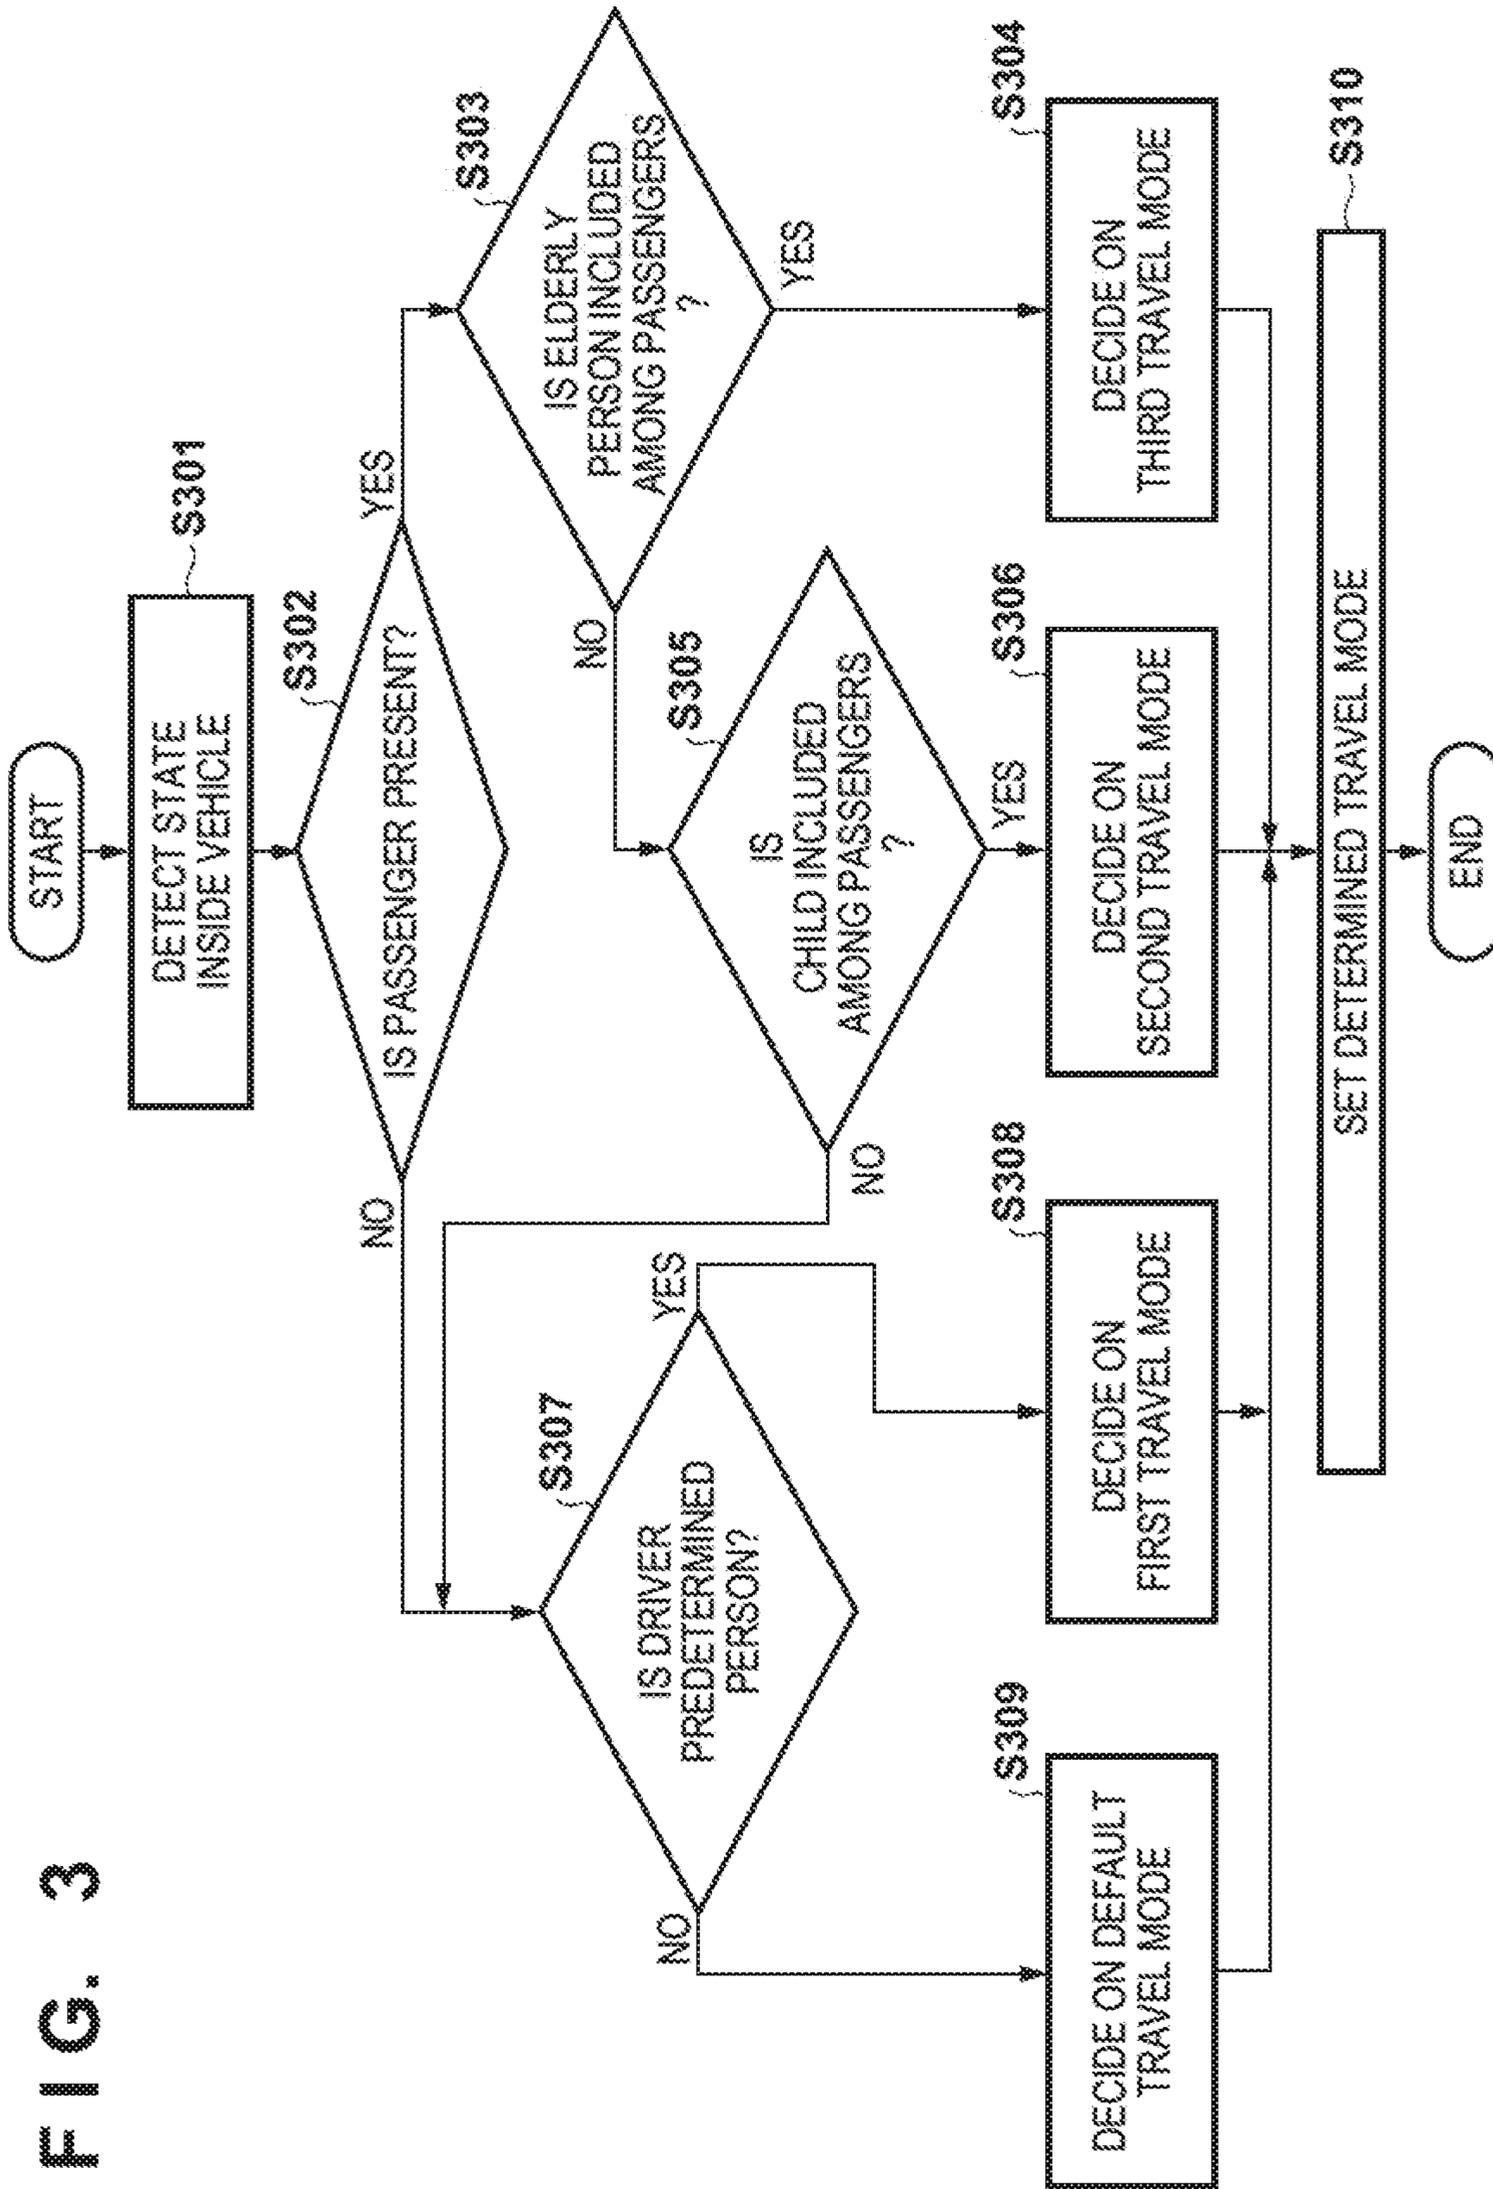 FIG. 3
START
DETECT STATE
INSIDE VEHICLE
S301
IS PASSENGER PRESENT?
S302
NO
YES
IS ELDERLY
PERSON INCLUDED
AMONG PASSENGERS
?
S303
NO
YES
IS
CHILD INCLUDED
AMONG PASSENGERS
?
S305
NO
YES
IS DRIVER
PREDETERMINED
PERSON?
S307
NO
YES
DECIDE ON DEFAULT
TRAVEL MODE
S309
DECIDE ON
FIRST TRAVEL MODE
S308
DECIDE ON
SECOND TRAVEL MODE
S306
DECIDE ON
THIRD TRAVEL MODE
S304
SET DETERMINED TRAVEL MODE
S310
END